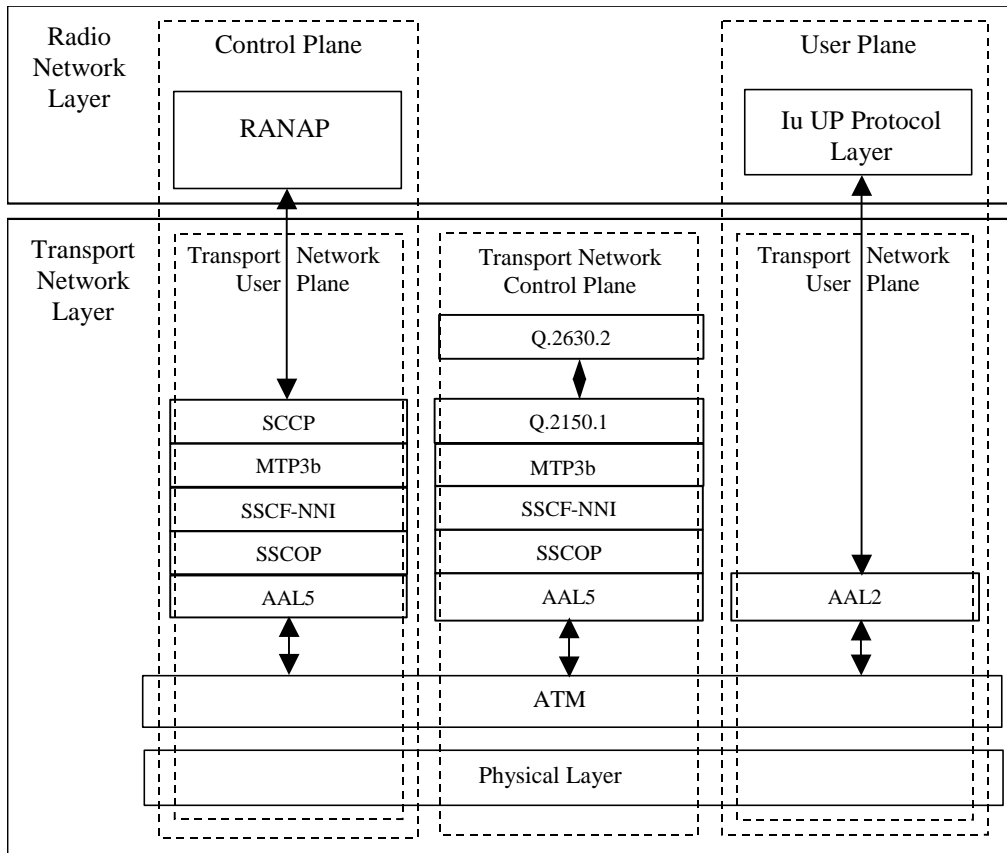 Radio
Network
Layer
Control Plane
User Plane
RANAP
Iu UP Protocol
Layer
Transport
Network
Layer
Transport Network
User Plane
Transport Network
Control Plane
Transport Network
User Plane
Q.2630.2
SCCP
Q.2150.1
MTP3b
MTP3b
SSCF-NNI
SSCF-NNI
SSCOP
SSCOP
AAL5
AAL5
AAL2
ATM
Physical Layer